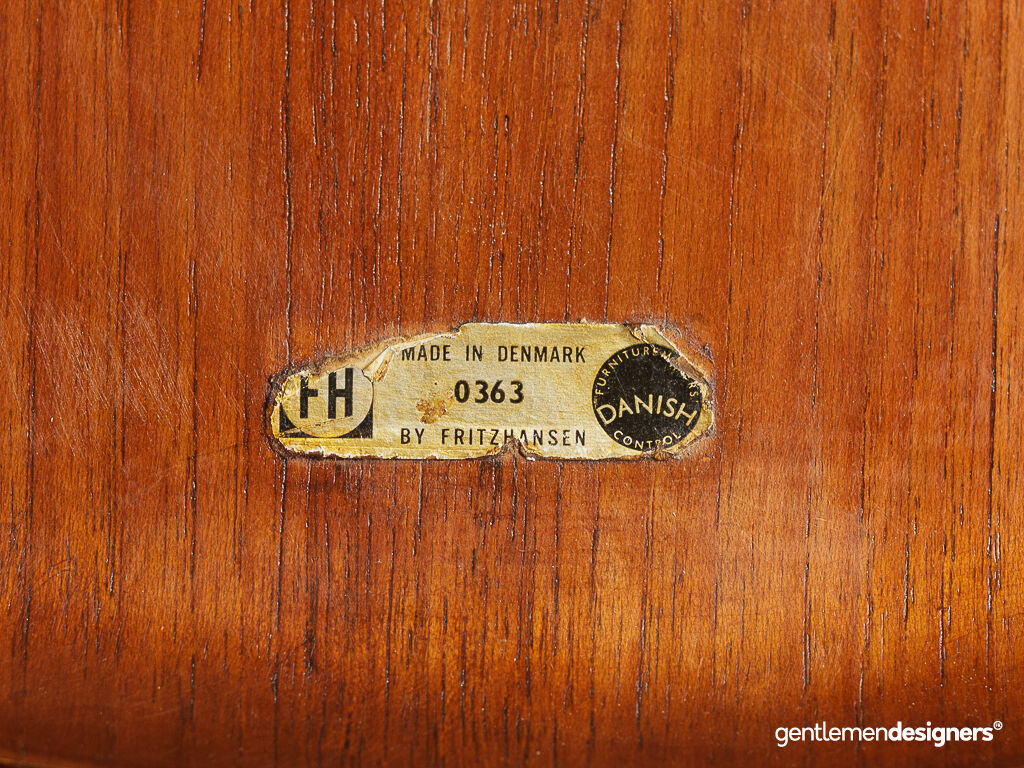 FH
MADE IN DENMARK
0363
BY FRITZHANSEN
FURNITUREMAKERS
DANISH
CONTROL
gentlemendesigners®